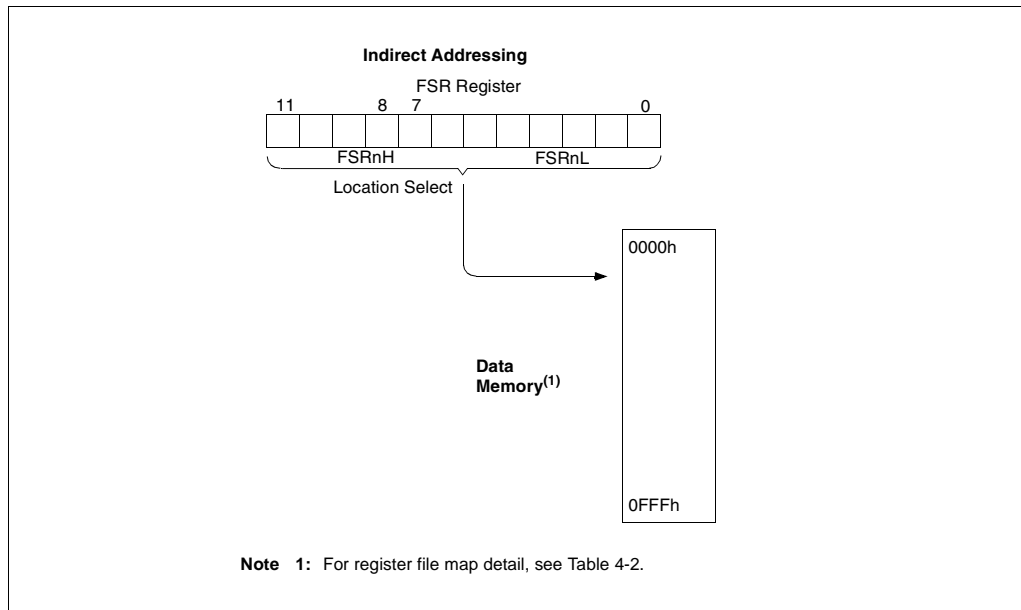 Indirect Addressing
FSR Register
11 8 7 0
FSRnH FSRnL
Location Select
0000h
Data
Memory(1)
0FFFh
Note 1: For register file map detail, see Table 4-2.